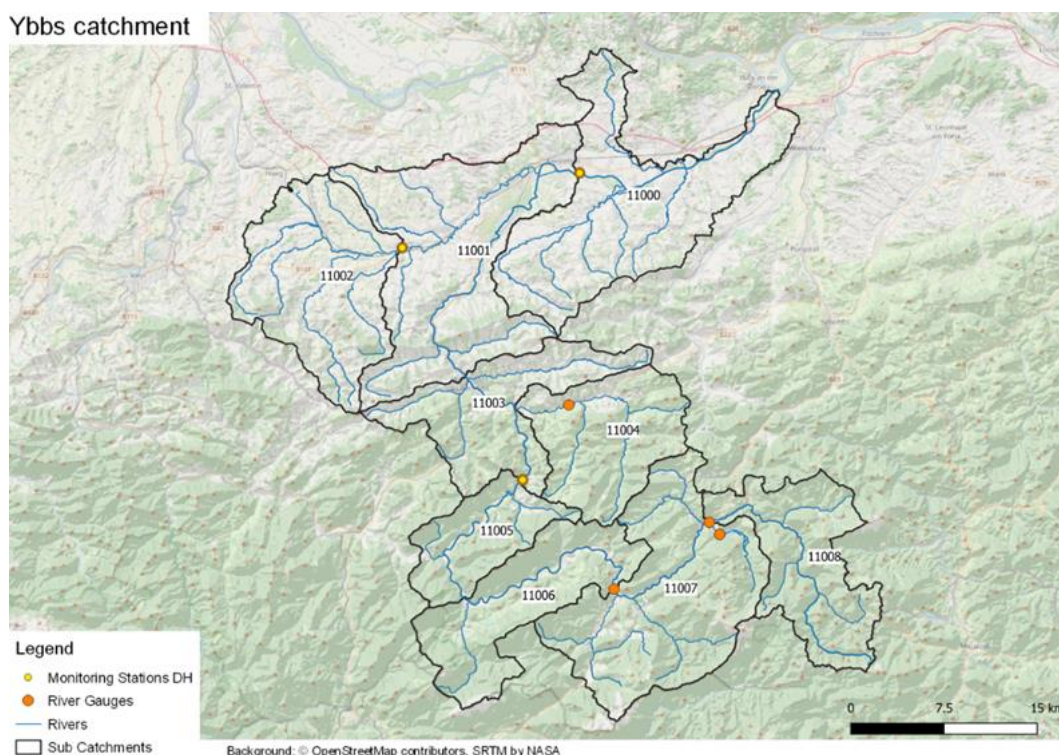 Ybbs catchment
11000
11001
11002
11003
11004
11005
11006
11007
11008
Legend
Monitoring Stations DH
River Gauges
Rivers
Sub Catchments
0 7.5 15 km
Background: © OpenStreetMap contributors, SRTM by NASA